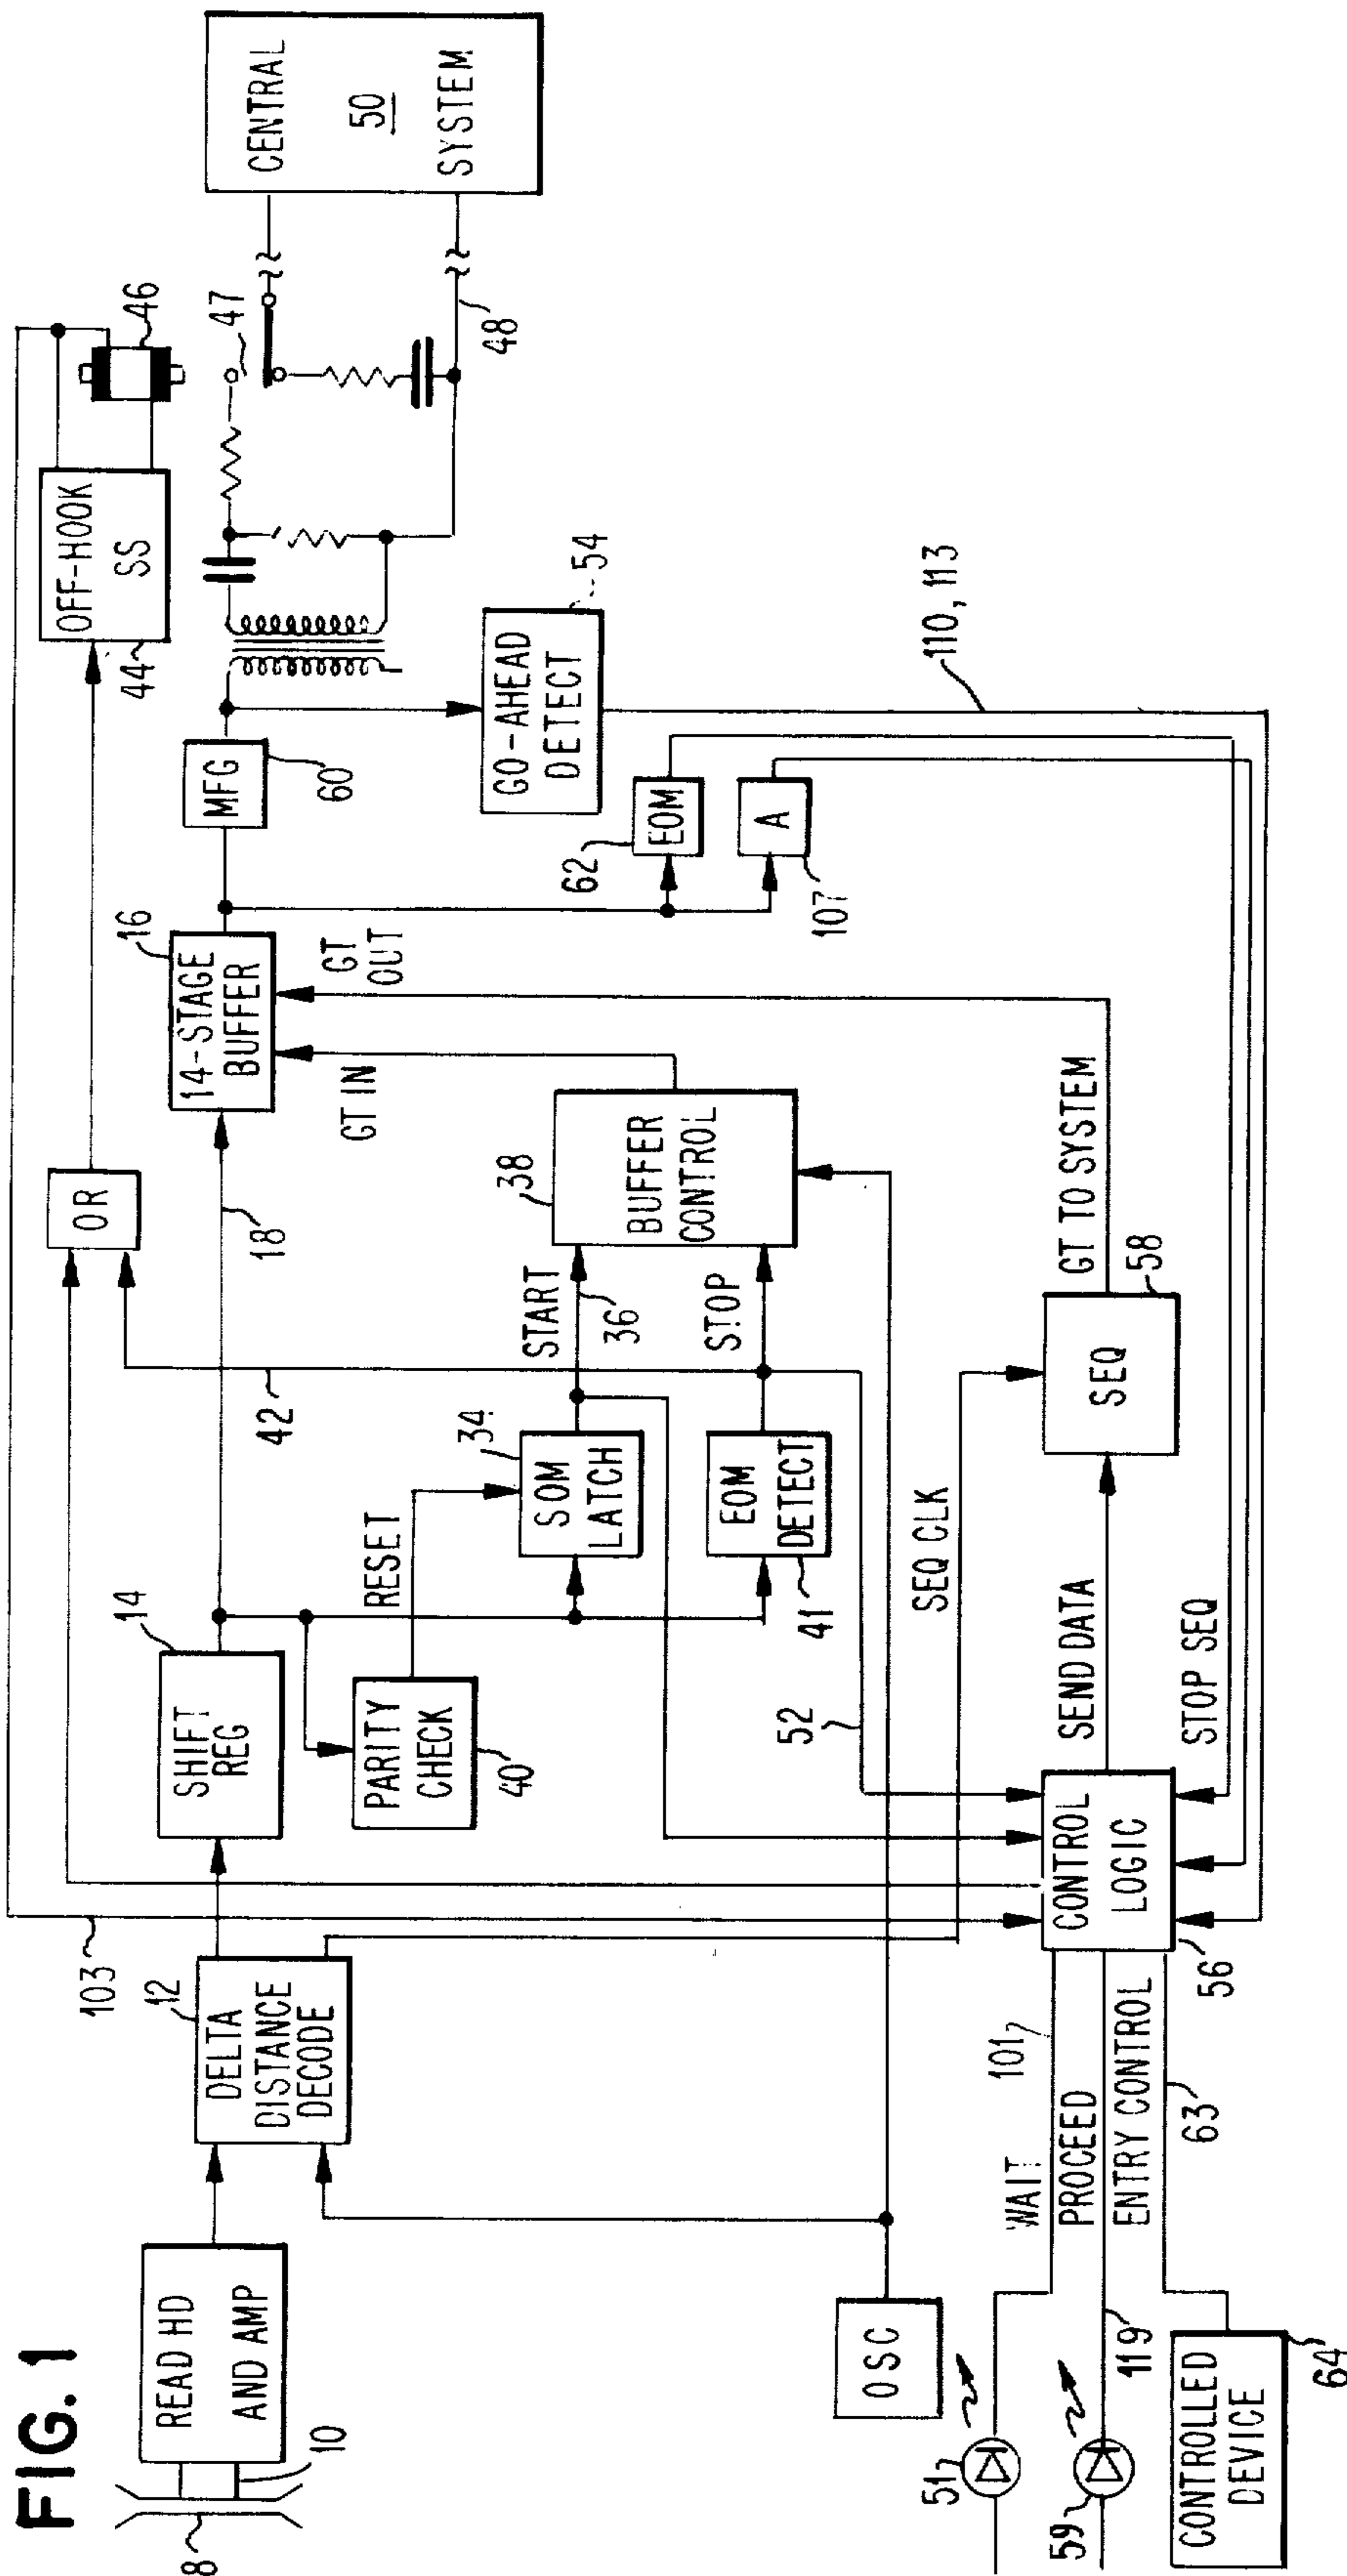 FIG. 1
8
10
READ HD
AND AMP
103
12
DELTA
DISTANCE
DECODE
14
SHIFT
REG
PARITY
CHECK
40
RESET
34
SOM
LATCH
EOM
DETECT
41
42
18
OR
START
36
STOP
38
BUFFER
CONTROL
GT IN
16
14-STAGE
BUFFER
GT
OUT
MFG
60
44
OFF-HOOK
SS
46
47
48
CENTRAL
50
SYSTEM
GO-AHEAD
DETECT
54
62
EOM
A
107
110, 113
OSC
51
59
WAIT
101
PROCEED
119
ENTRY CONTROL
63
CONTROLLED
DEVICE
64
CONTROL
LOGIC
56
52
SEQ CLK
SEND DATA
STOP SEQ
SEQ
58
GT TO SYSTEM